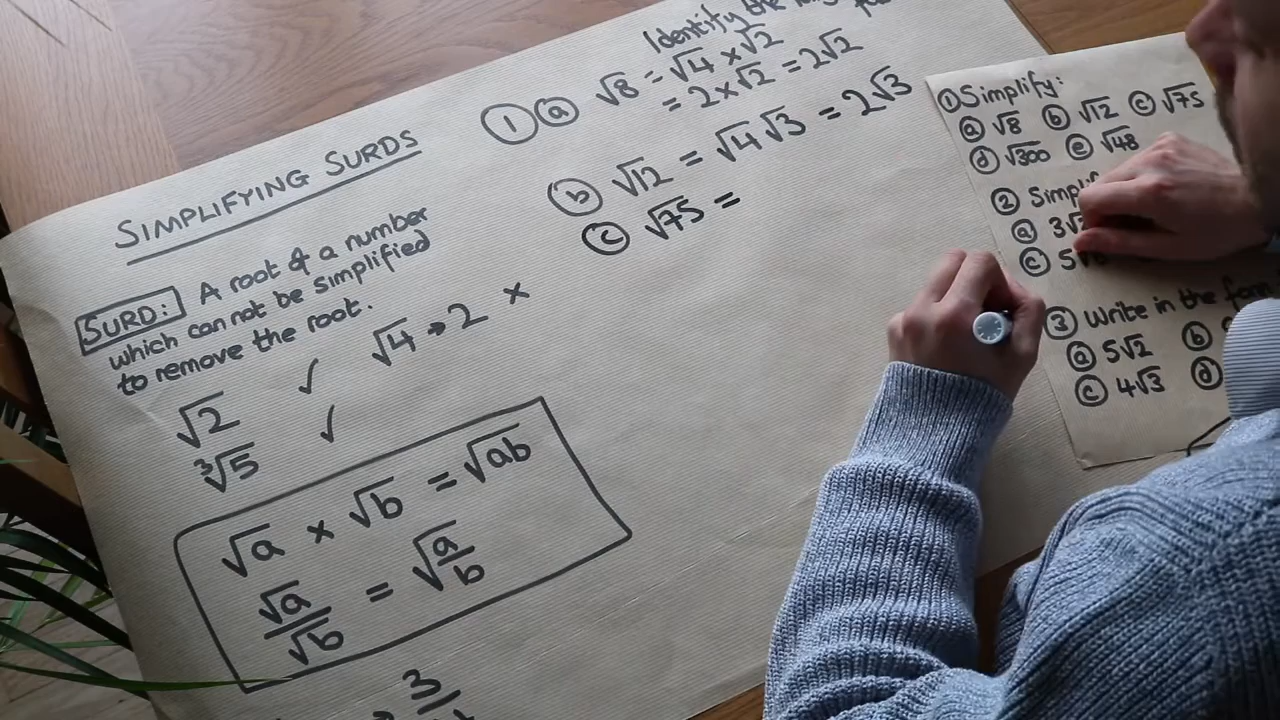 SIMPLIFYING SURDS
SURD: A root of a number
which can not be simplified
to remove the root.
√2 ✓ √4 → 2 ×
∛5 ✓
√a × √b = √ab
√a/√b = √(a/b)
3
Identify the
① ⓐ √8 = √4 × √2
= 2×√2 = 2√2
ⓑ √12 = √4 √3 = 2√3
ⓒ √75 =
① Simplify:
ⓐ √8 ⓑ √12 ⓒ √75
ⓓ √300 ⓔ √48
②
ⓐ 3
ⓒ 5
③ Write in the form
ⓐ 5√2 ⓑ
ⓒ 4√3 ⓓ